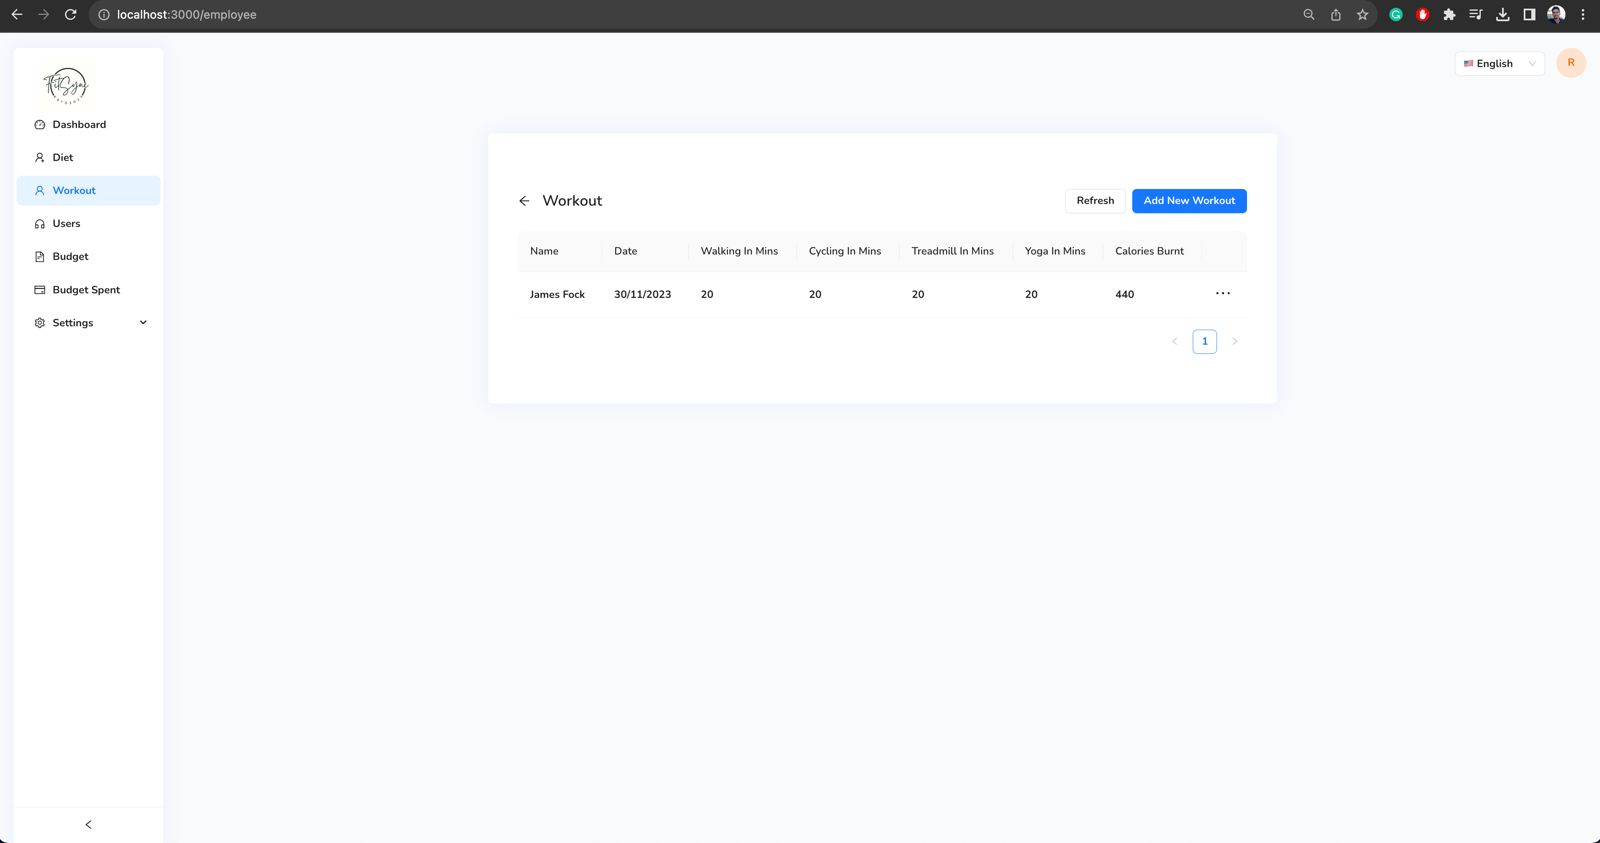 localhost:3000/employee
English
R
FitSync
Dashboard
Diet
Workout
Users
Budget
Budget Spent
Settings
Workout
Refresh
Add New Workout
Name Date Walking In Mins Cycling In Mins Treadmill In Mins Yoga In Mins Calories Burnt
James Fock 30/11/2023 20 20 20 20 440
1